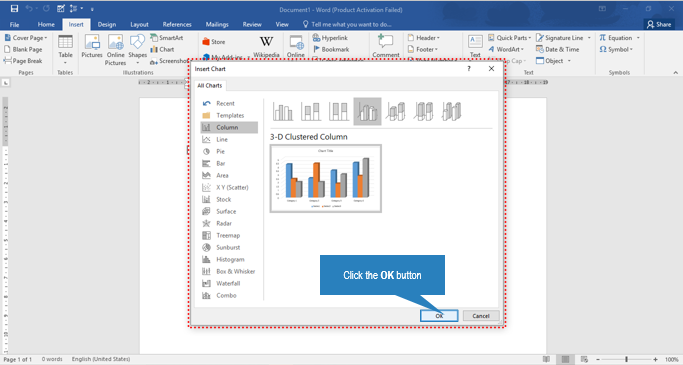 Document1 - Word (Product Activation Failed)
File Home Insert Design Layout References Mailings Review View Tell me what you want to do... Share
Cover Page
Blank Page
Page Break
Pages
Table
Tables
Pictures
Online
Pictures
Shapes
SmartArt
Chart
Screenshot
Illustrations
Store
My Add-ins
Wikipedia
Online
Hyperlink
Bookmark
Comment
Header
Footer
Text
Quick Parts
WordArt
Signature Line
Date & Time
Object
Text
Equation
Symbol
Symbols
Insert Chart
All Charts
Recent
Templates
Column
Line
Pie
Bar
Area
X Y (Scatter)
Stock
Surface
Radar
Treemap
Sunburst
Histogram
Box & Whisker
Waterfall
Combo
3-D Clustered Column
Chart Title
Click the OK button
OK Cancel
Page 1 of 1 0 words English (United States) 100%